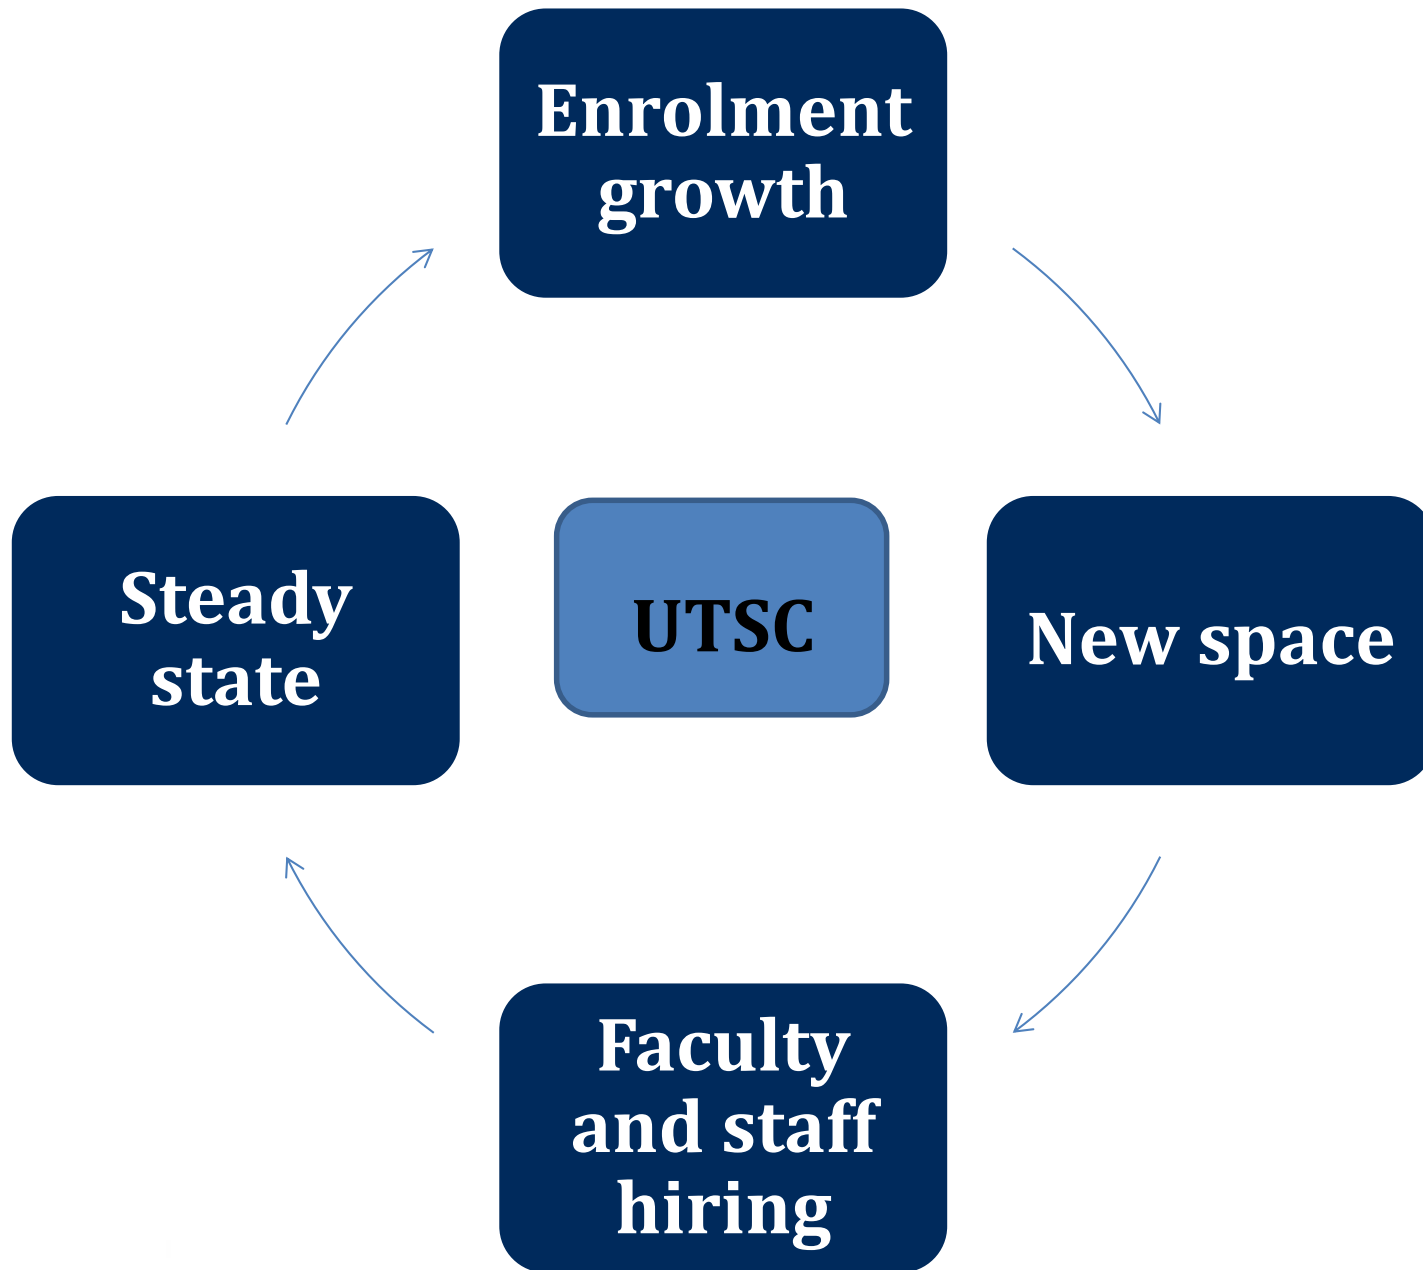 Enrolment
growth
Steady
state
UTSC
New space
Faculty
and staff
hiring